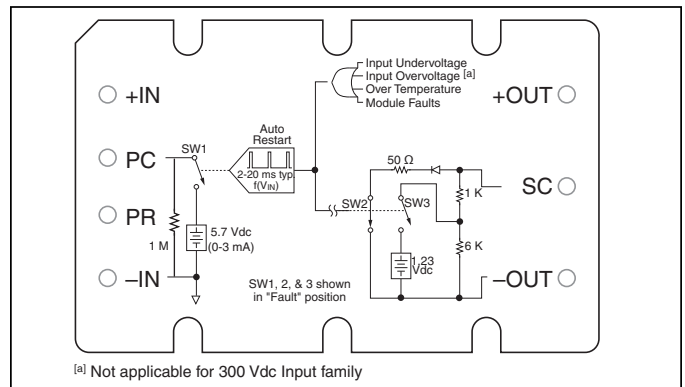 Input Undervoltage
Input Overvoltage [a]
Over Temperature
Module Faults
+IN
+OUT
Auto
Restart
2-20 ms typ.
f(VIN)
PC
SW1
50 Ω
1 K
SC
PR
SW2
SW3
5.7 Vdc
(0-3 mA)
1 M
6 K
1.23
Vdc
–IN
–OUT
SW1, 2, & 3 shown
in "Fault" position
[a] Not applicable for 300 Vdc Input family